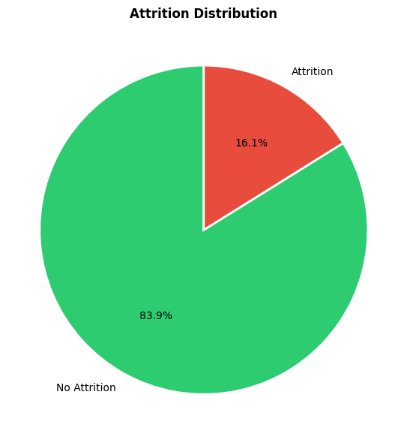 Attrition Distribution
Attrition
16.1%
83.9%
No Attrition